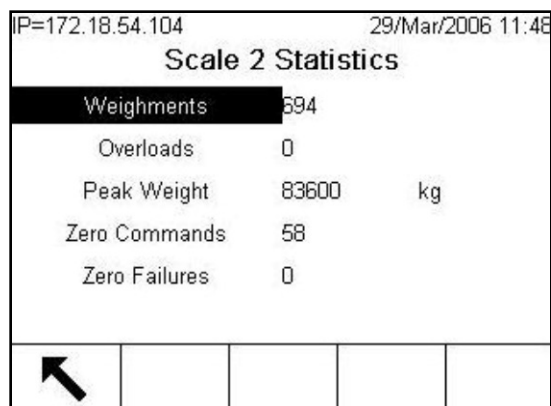 IP=172.18.54.104 29/Mar/2006 11:48
Scale 2 Statistics
Weighments 694
Overloads 0
Peak Weight 83600 kg
Zero Commands 58
Zero Failures 0